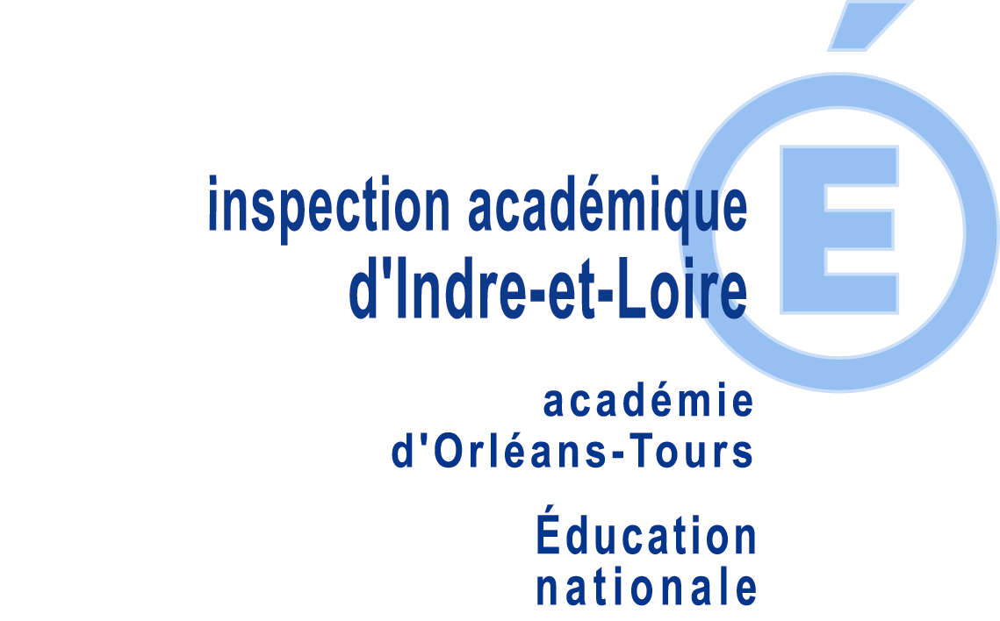 É
inspection académique
d'Indre-et-Loire
académie
d'Orléans-Tours
Éducation
nationale